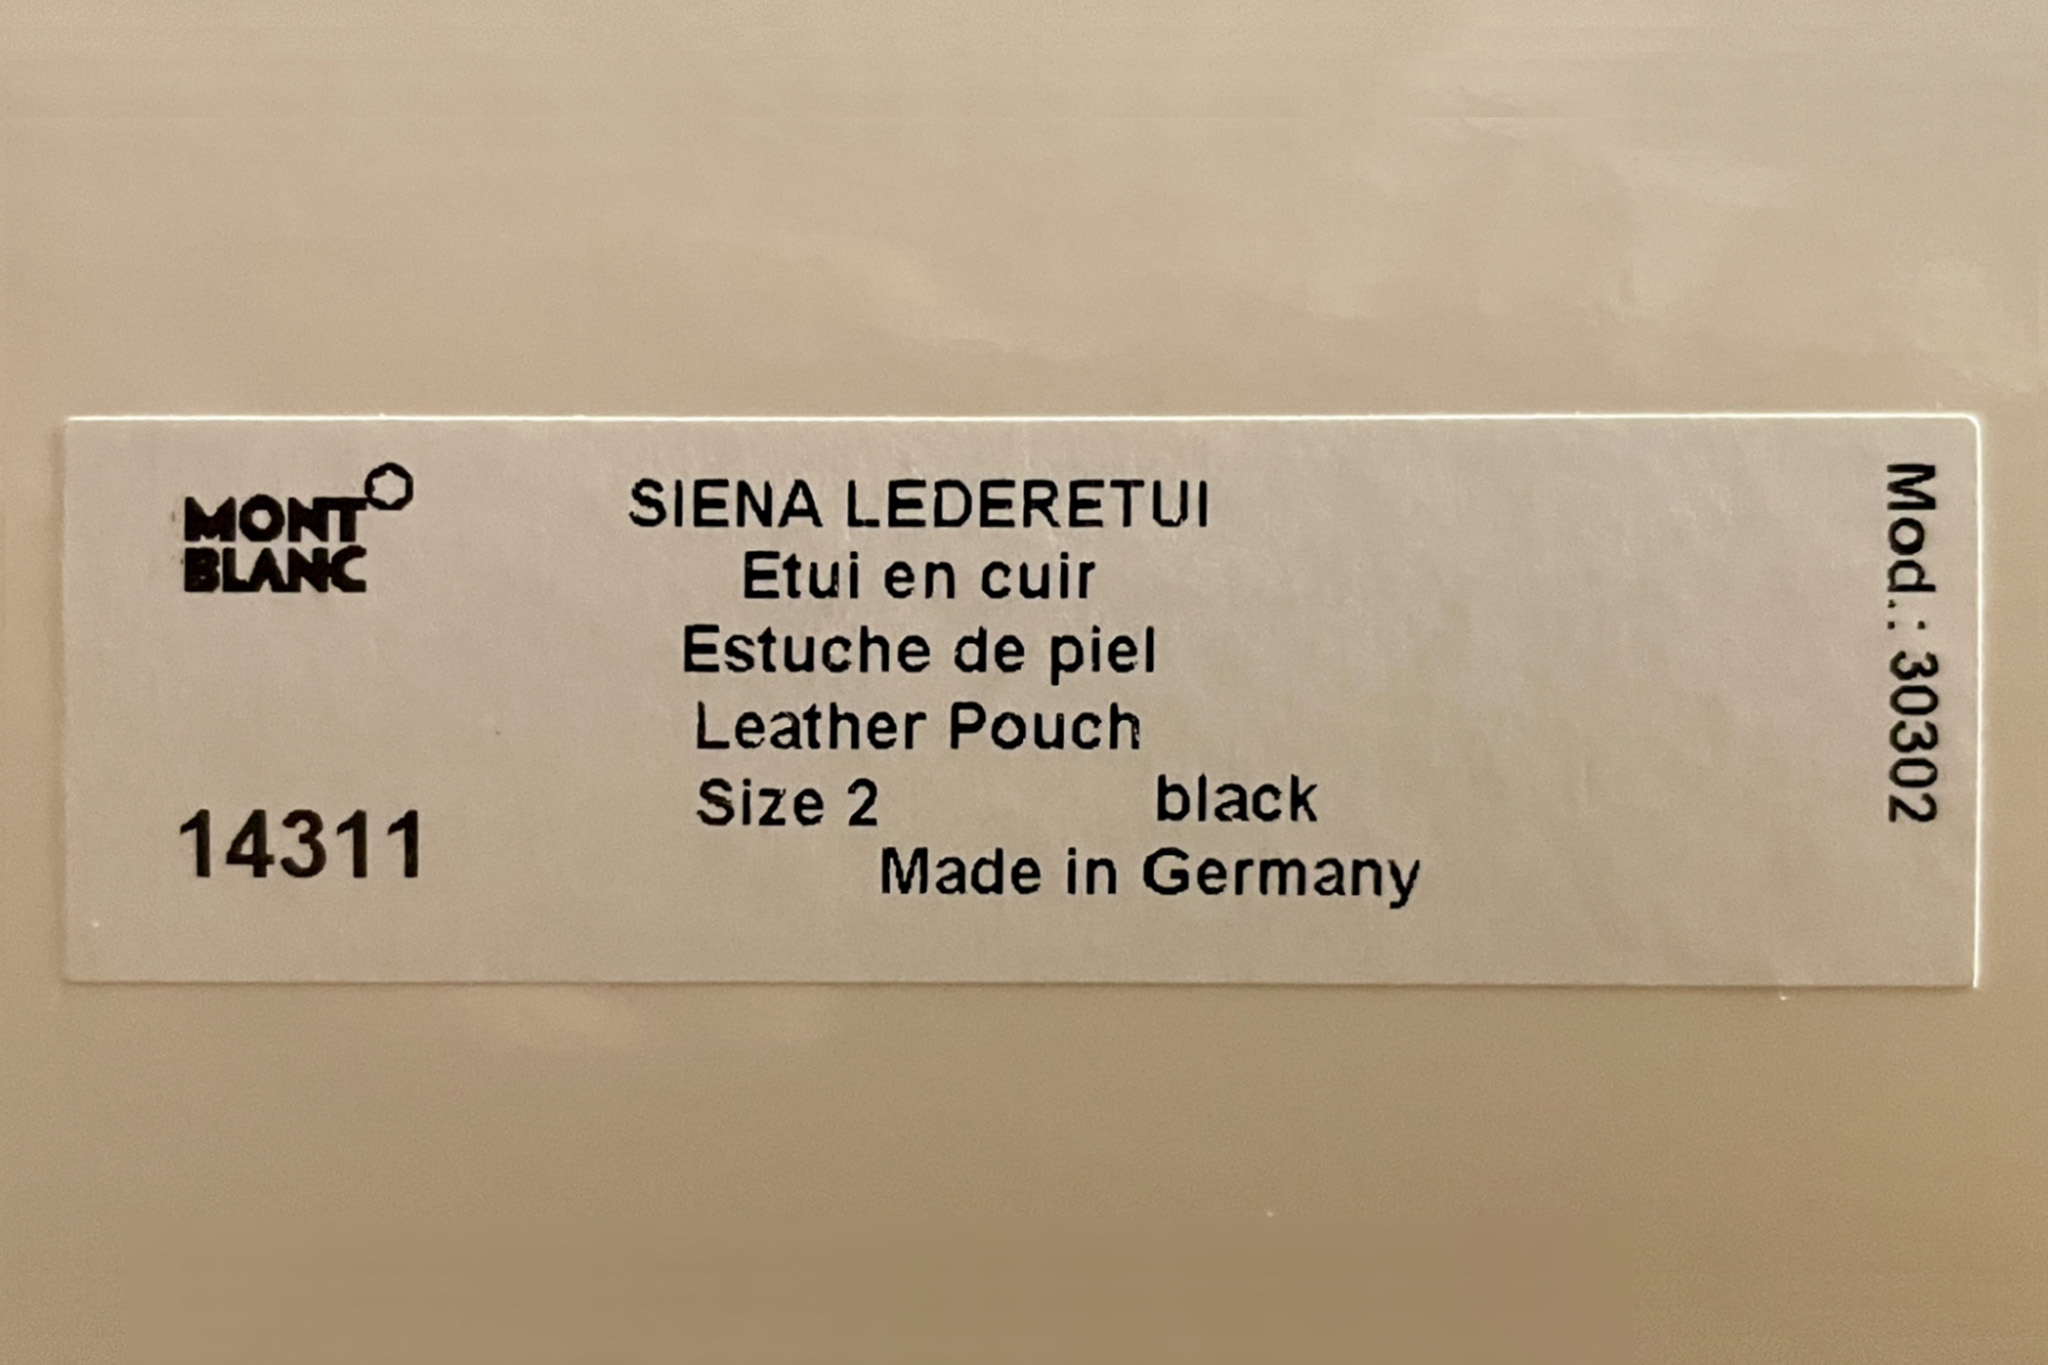 MONT
BLANC
SIENA LEDERETUI
Etui en cuir
Estuche de piel
Leather Pouch
Size 2 black
Made in Germany
14311
Mod.: 30302